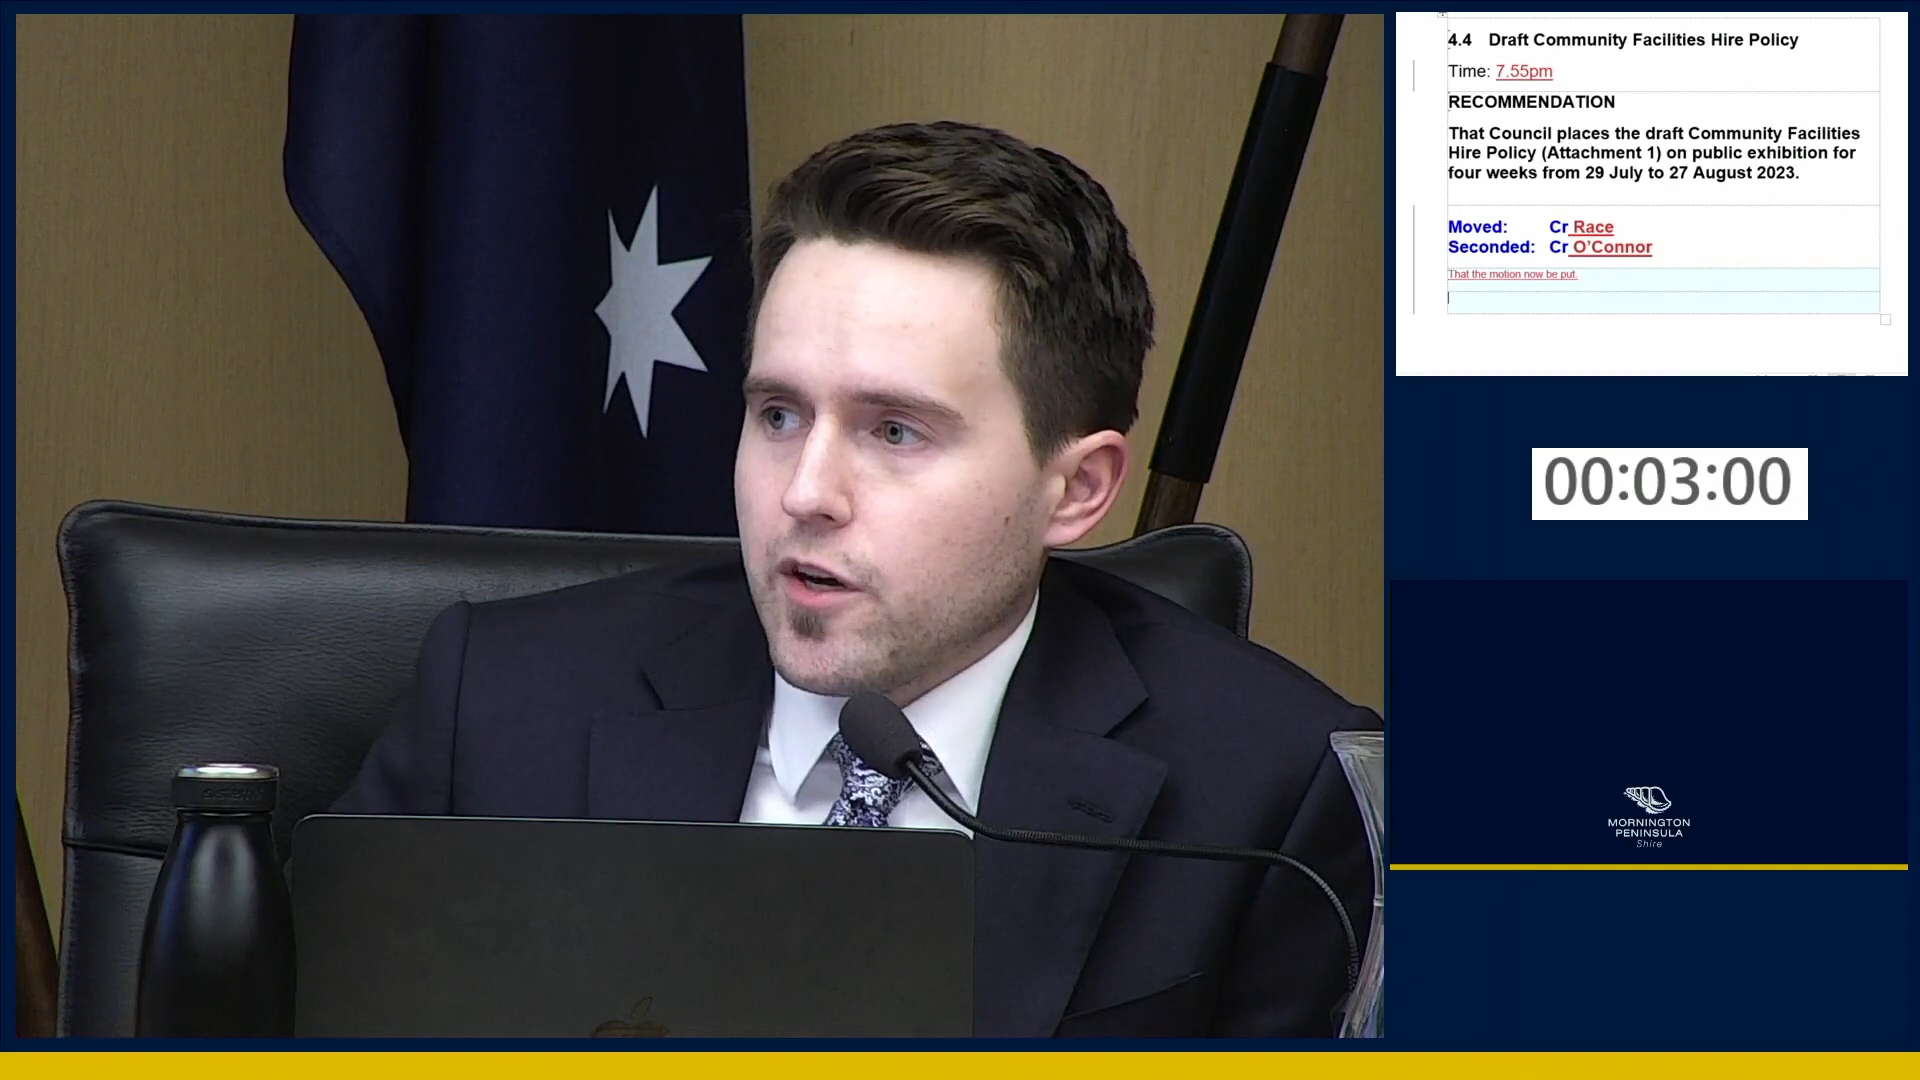 4.4 Draft Community Facilities Hire Policy
Time: 7.55pm
RECOMMENDATION
That Council places the draft Community Facilities
Hire Policy (Attachment 1) on public exhibition for
four weeks from 29 July to 27 August 2023.
Moved: Cr Race
Seconded: Cr O'Connor
That the motion now be put.
00:03:00
MORNINGTON
PENINSULA
Shire